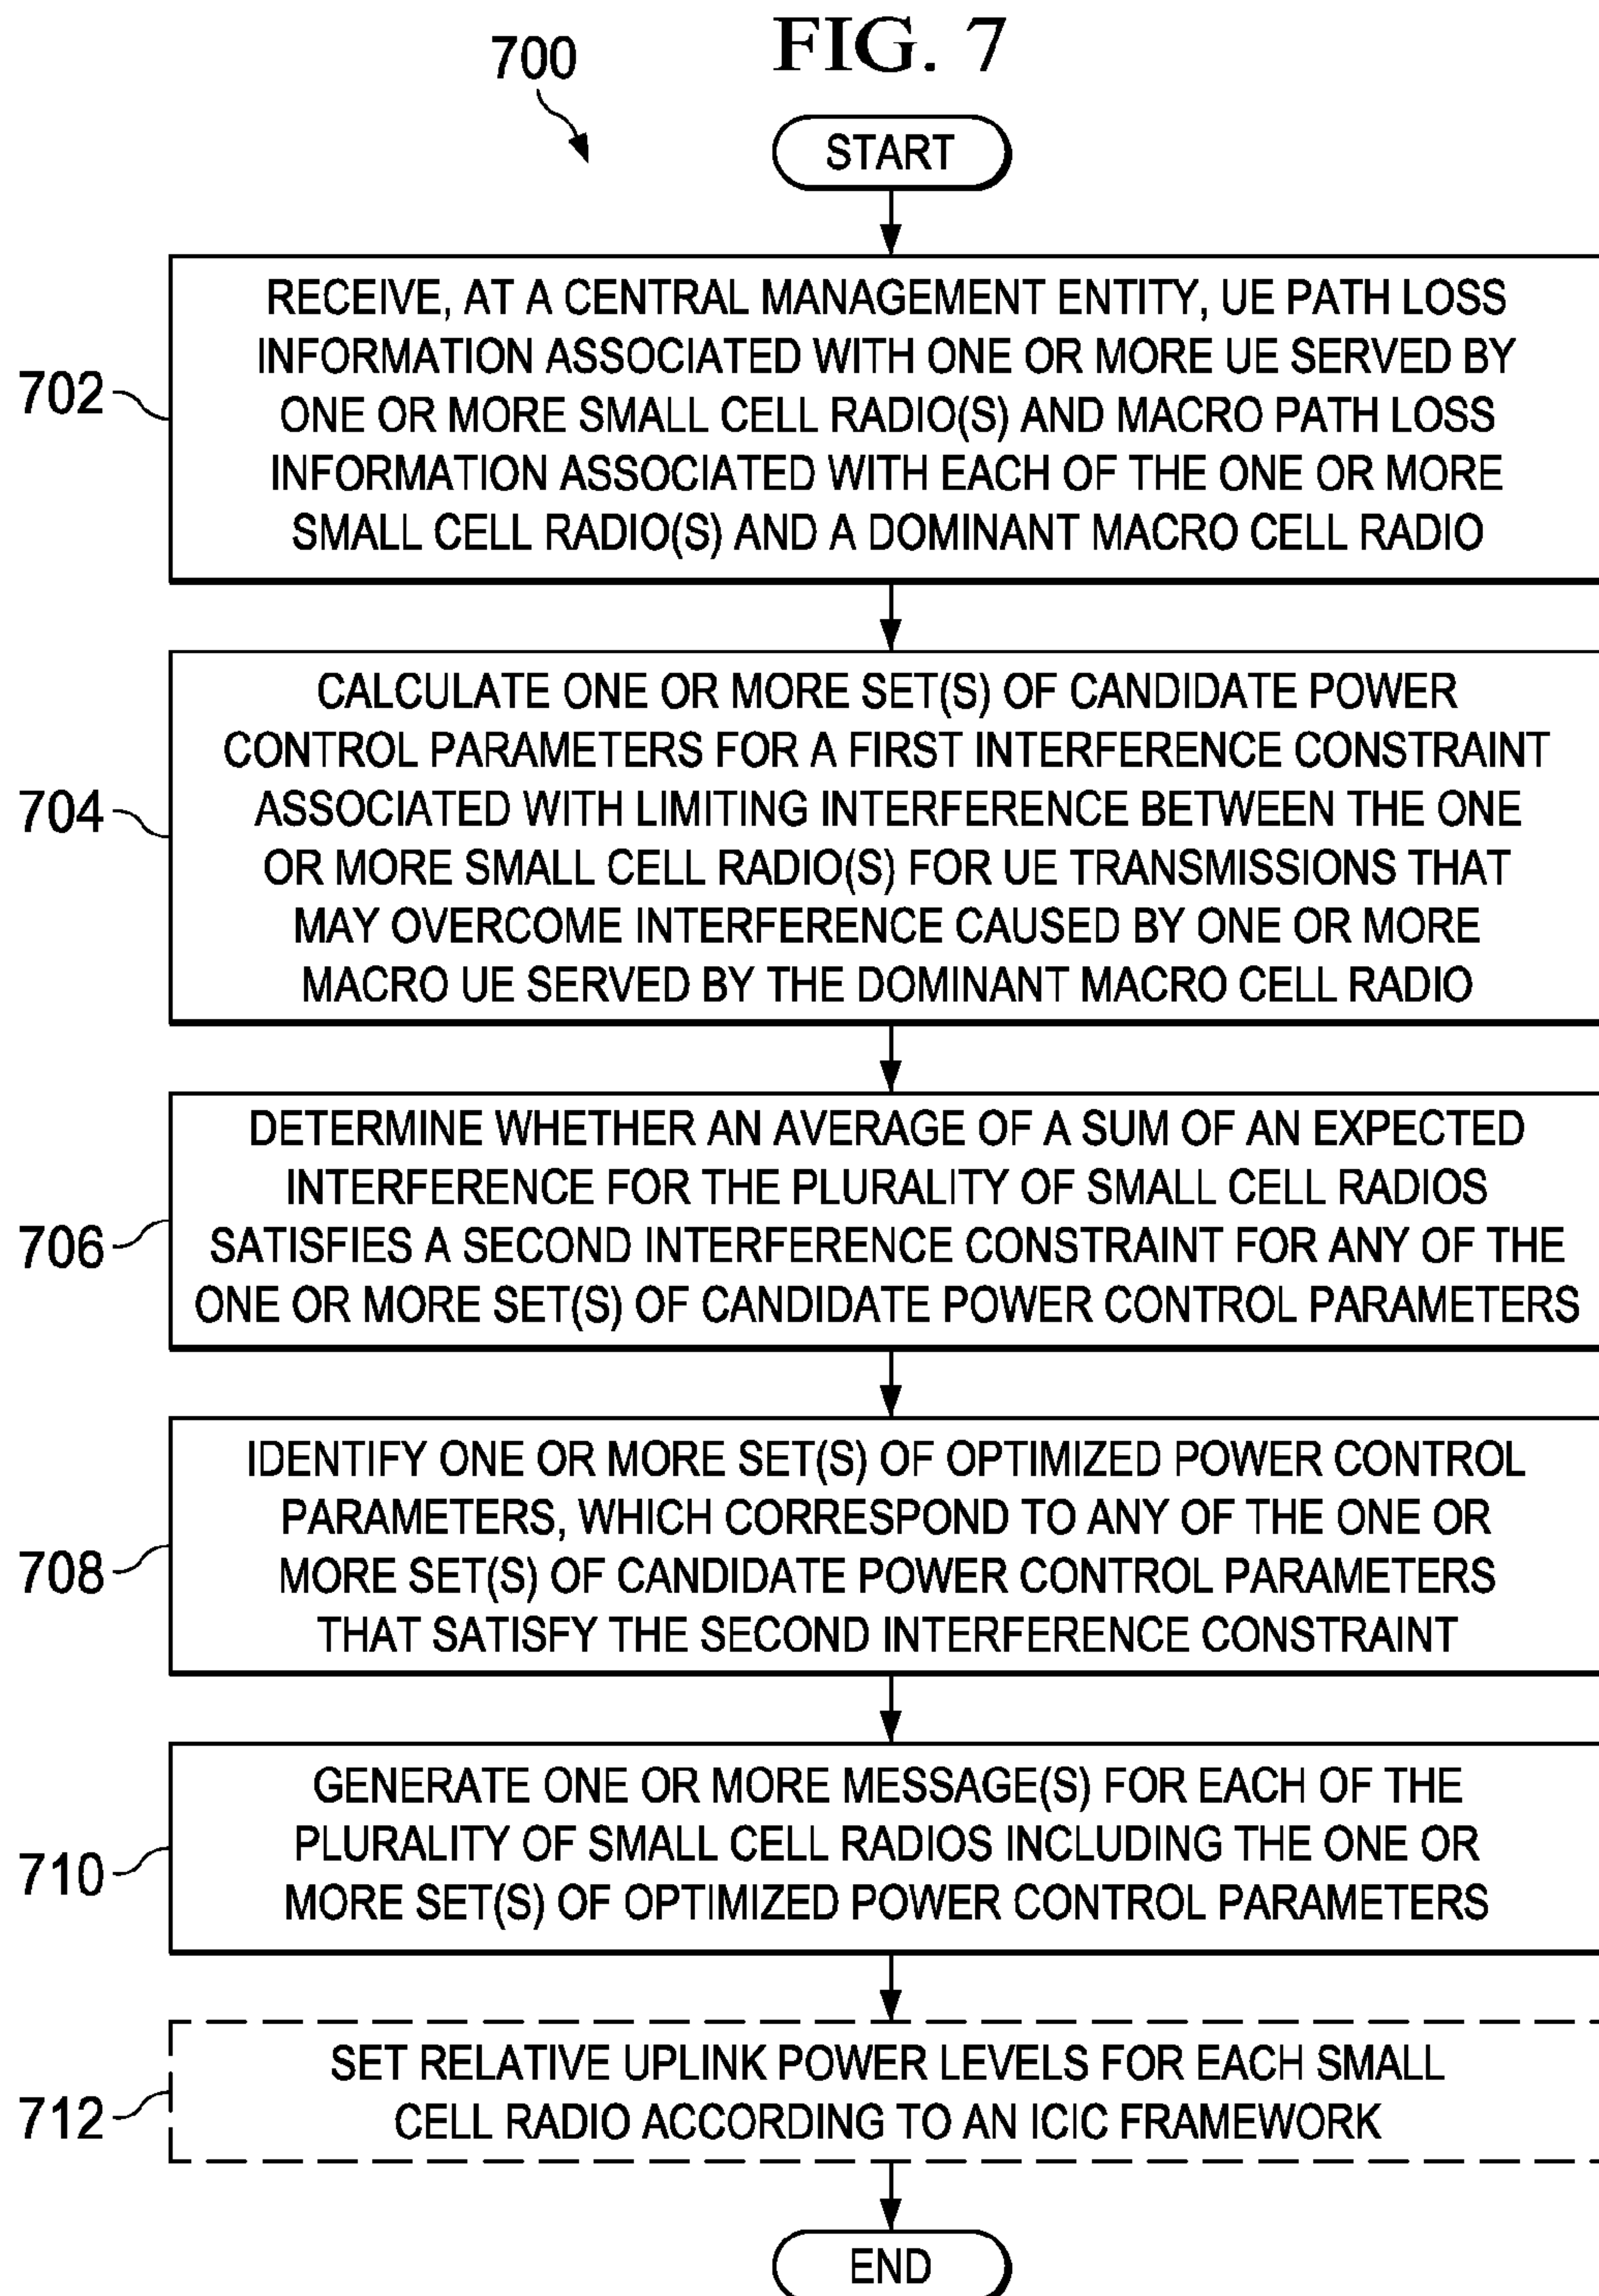 FIG. 7
700
START
702
RECEIVE, AT A CENTRAL MANAGEMENT ENTITY, UE PATH LOSS
INFORMATION ASSOCIATED WITH ONE OR MORE UE SERVED BY
ONE OR MORE SMALL CELL RADIO(S) AND MACRO PATH LOSS
INFORMATION ASSOCIATED WITH EACH OF THE ONE OR MORE
SMALL CELL RADIO(S) AND A DOMINANT MACRO CELL RADIO
704
CALCULATE ONE OR MORE SET(S) OF CANDIDATE POWER
CONTROL PARAMETERS FOR A FIRST INTERFERENCE CONSTRAINT
ASSOCIATED WITH LIMITING INTERFERENCE BETWEEN THE ONE
OR MORE SMALL CELL RADIO(S) FOR UE TRANSMISSIONS THAT
MAY OVERCOME INTERFERENCE CAUSED BY ONE OR MORE
MACRO UE SERVED BY THE DOMINANT MACRO CELL RADIO
706
DETERMINE WHETHER AN AVERAGE OF A SUM OF AN EXPECTED
INTERFERENCE FOR THE PLURALITY OF SMALL CELL RADIOS
SATISFIES A SECOND INTERFERENCE CONSTRAINT FOR ANY OF THE
ONE OR MORE SET(S) OF CANDIDATE POWER CONTROL PARAMETERS
708
IDENTIFY ONE OR MORE SET(S) OF OPTIMIZED POWER CONTROL
PARAMETERS, WHICH CORRESPOND TO ANY OF THE ONE OR
MORE SET(S) OF CANDIDATE POWER CONTROL PARAMETERS
THAT SATISFY THE SECOND INTERFERENCE CONSTRAINT
710
GENERATE ONE OR MORE MESSAGE(S) FOR EACH OF THE
PLURALITY OF SMALL CELL RADIOS INCLUDING THE ONE OR
MORE SET(S) OF OPTIMIZED POWER CONTROL PARAMETERS
712
SET RELATIVE UPLINK POWER LEVELS FOR EACH SMALL
CELL RADIO ACCORDING TO AN ICIC FRAMEWORK
END